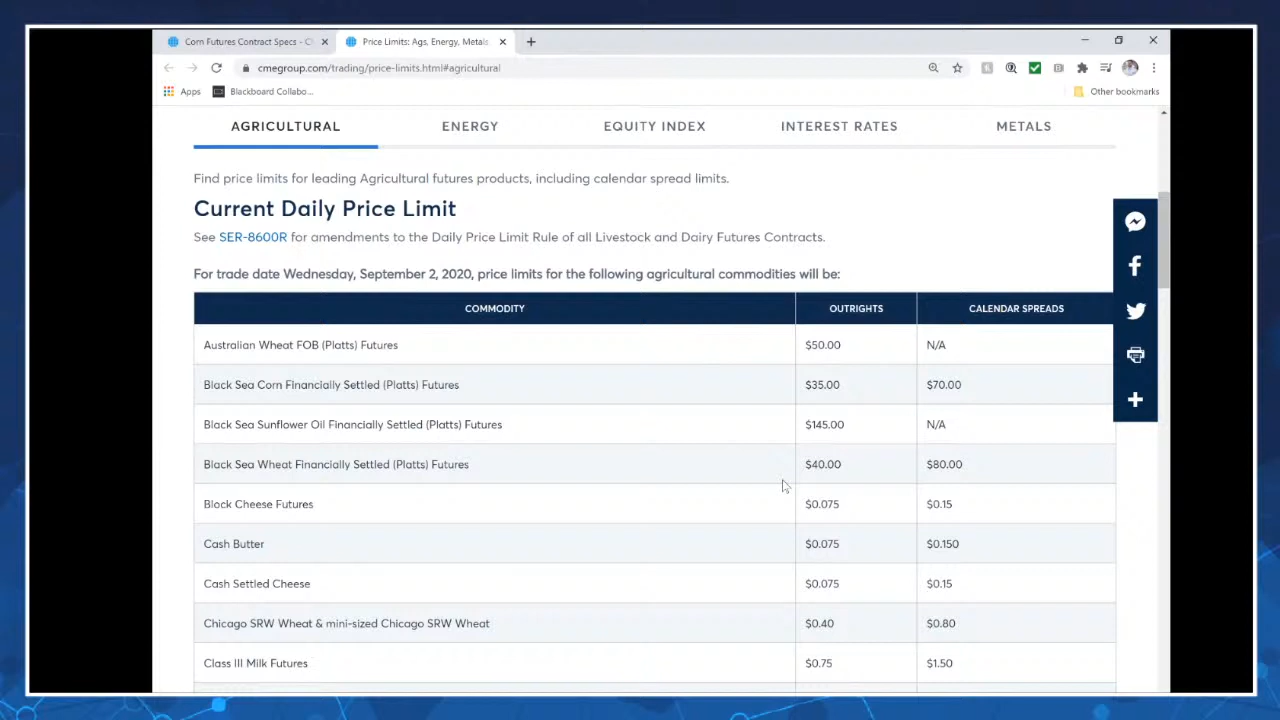 Corn Futures Contract Specs - C
Price Limits: Ags, Energy, Metals,
cmegroup.com/trading/price-limits.html#agricultural
Apps
Blackboard Collabo...
Other bookmarks
AGRICULTURAL ENERGY EQUITY INDEX INTEREST RATES METALS
Find price limits for leading Agricultural futures products, including calendar spread limits.
Current Daily Price Limit
See SER-8600R for amendments to the Daily Price Limit Rule of all Livestock and Dairy Futures Contracts.
For trade date Wednesday, September 2, 2020, price limits for the following agricultural commodities will be:
COMMODITY OUTRIGHTS CALENDAR SPREADS
Australian Wheat FOB (Platts) Futures $50.00 N/A
Black Sea Corn Financially Settled (Platts) Futures $35.00 $70.00
Black Sea Sunflower Oil Financially Settled (Platts) Futures $145.00 N/A
Black Sea Wheat Financially Settled (Platts) Futures $40.00 $80.00
Block Cheese Futures $0.075 $0.15
Cash Butter $0.075 $0.150
Cash Settled Cheese $0.075 $0.15
Chicago SRW Wheat & mini-sized Chicago SRW Wheat $0.40 $0.80
Class III Milk Futures $0.75 $1.50